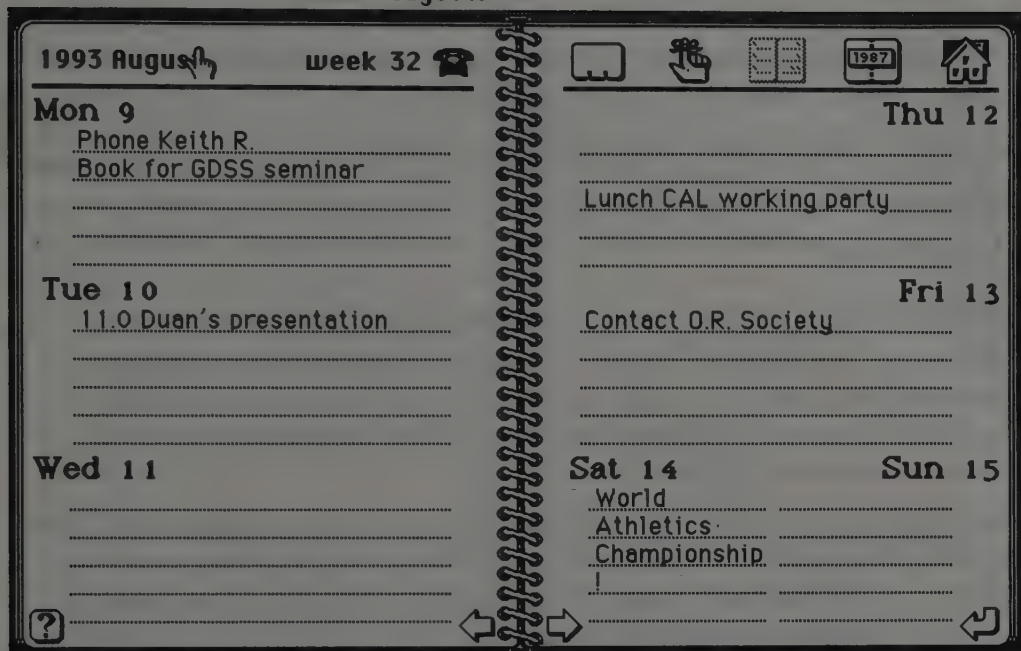 1993 Augus
week 32
1987
Mon 9
Phone Keith R.
Book for GDSS seminar
Tue 10
11.0 Duan's presentation
Wed 11
?
Thu 12
Lunch CAL working party
Fri 13
Contact O.R. Society
Sat 14
World
Athletics
Championship
!
Sun 15